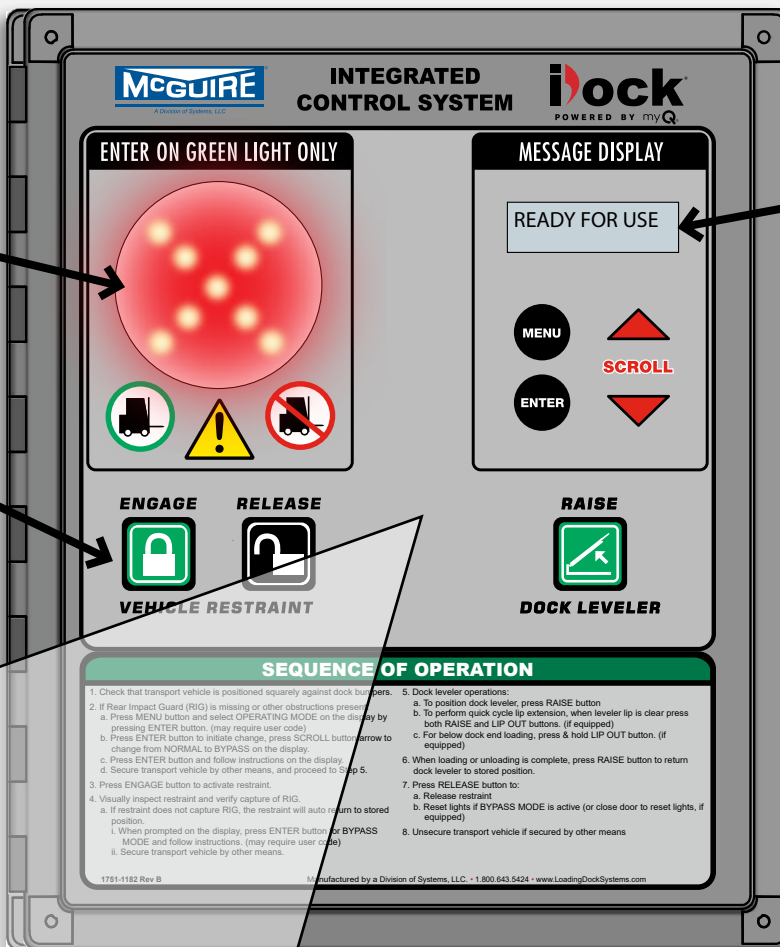 McGUIRE
A Division of Systems, LLC
INTEGRATED
CONTROL SYSTEM
iDock
POWERED BY myQ
ENTER ON GREEN LIGHT ONLY
MESSAGE DISPLAY
READY FOR USE
MENU
SCROLL
ENTER
ENGAGE RELEASE
VEHICLE RESTRAINT
RAISE
DOCK LEVELER
SEQUENCE OF OPERATION
1. Check that transport vehicle is positioned squarely against dock bumpers.
2. If Rear Impact Guard (RIG) is missing or other obstructions present
a. Press MENU button and select OPERATING MODE on the display by
pressing ENTER button. (may require user code)
b. Press ENTER button to initiate change, press SCROLL button arrow to
change from NORMAL to BYPASS on the display.
c. Press ENTER button and follow instructions on the display.
d. Secure transport vehicle by other means, and proceed to Step 5.
3. Press ENGAGE button to activate restraint.
4. Visually inspect restraint and verify capture of RIG.
a. If restraint does not capture RIG, the restraint will auto return to stored
position.
i. When prompted on the display, press ENTER button for BYPASS
MODE and follow instructions. (may require user code)
ii. Secure transport vehicle by other means.
5. Dock leveler operations:
a. To position dock leveler, press RAISE button
b. To perform quick cycle lip extension, when leveler lip is clear press
both RAISE and LIP OUT buttons. (if equipped)
c. For below dock end loading, press & hold LIP OUT button. (if
equipped)
6. When loading or unloading is complete, press RAISE button to return
dock leveler to stored position.
7. Press RELEASE button to:
a. Release restraint
b. Reset lights if BYPASS MODE is active (or close door to reset lights, if
equipped)
8. Unsecure transport vehicle if secured by other means
1751-1182 Rev B
Manufactured by a Division of Systems, LLC. • 1.800.643.5424 • www.LoadingDockSystems.com